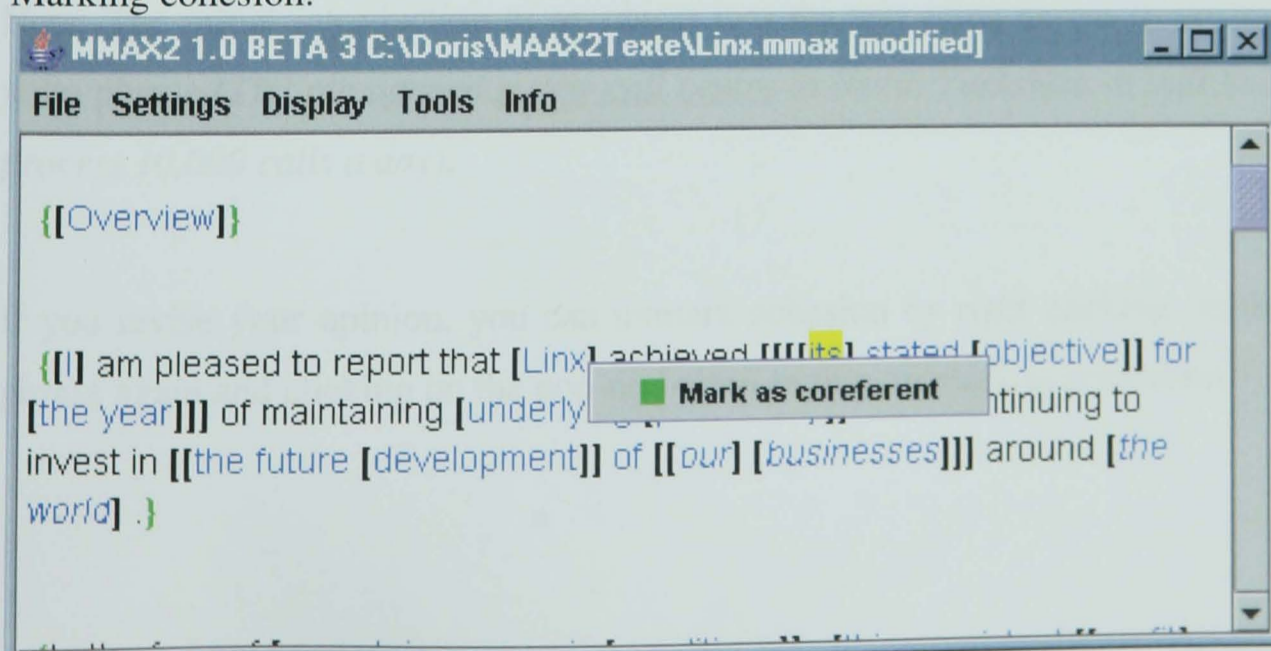 Marking cohesion:
MMAX2 1.0 BETA 3 C:\Doris\MAAX2Texte\Linx.mmax [modified]
File Settings Display Tools Info
{[Overview]}
{[I] am pleased to report that [Linx] achieved [[[[its] stated [objective]] for
[the year]]] of maintaining [underly
Mark as coreferent
ntinuing to
invest in [[the future [development]] of [[our] [businesses]]] around [the
world] .}